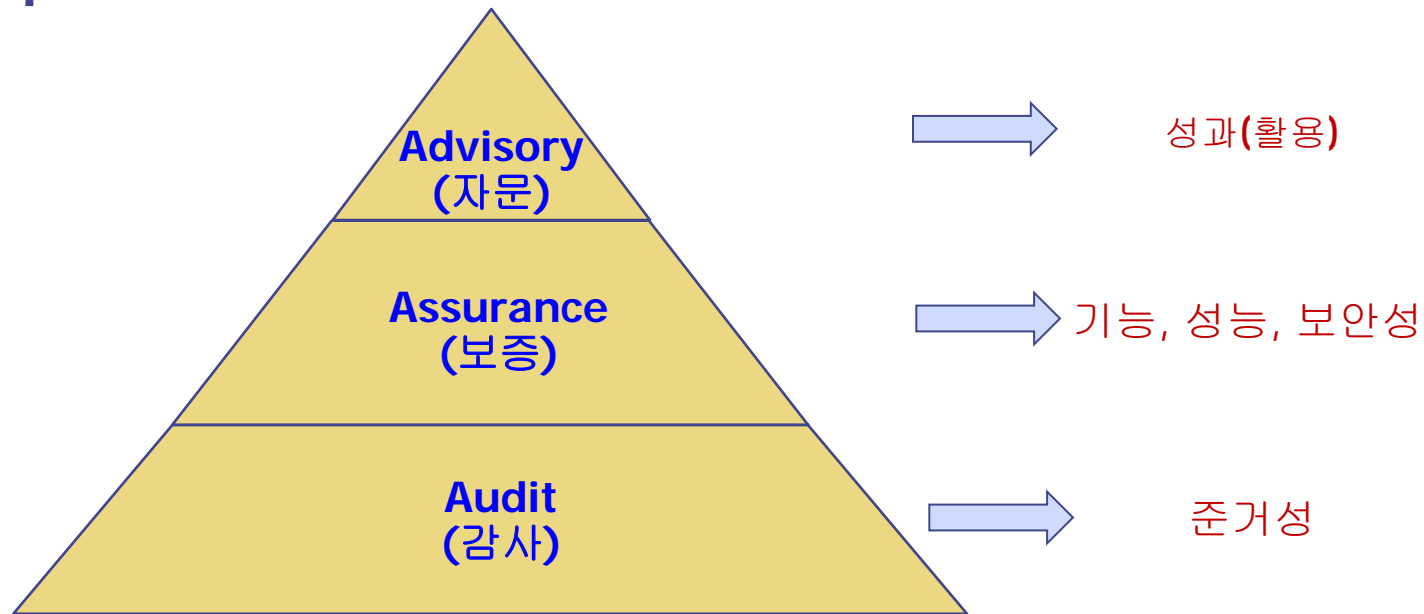 Advisory
(자문)
성과(활용)
Assurance
(보증)
기능, 성능, 보안성
Audit
(감사)
준거성